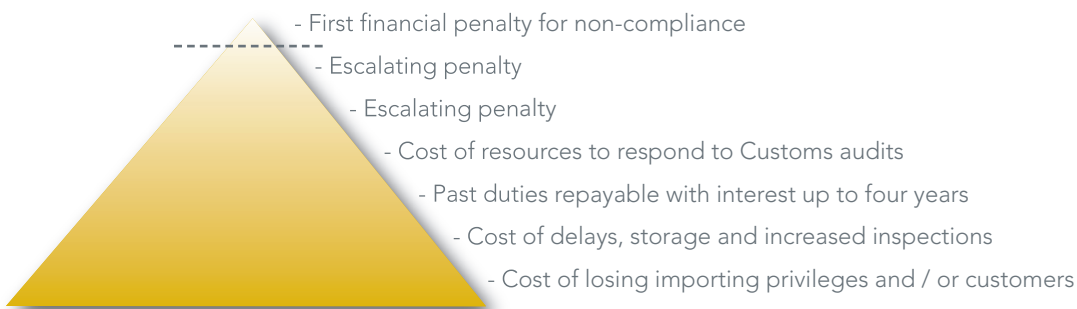 - First financial penalty for non-compliance
- Escalating penalty
- Escalating penalty
- Cost of resources to respond to Customs audits
- Past duties repayable with interest up to four years
- Cost of delays, storage and increased inspections
- Cost of losing importing privileges and / or customers